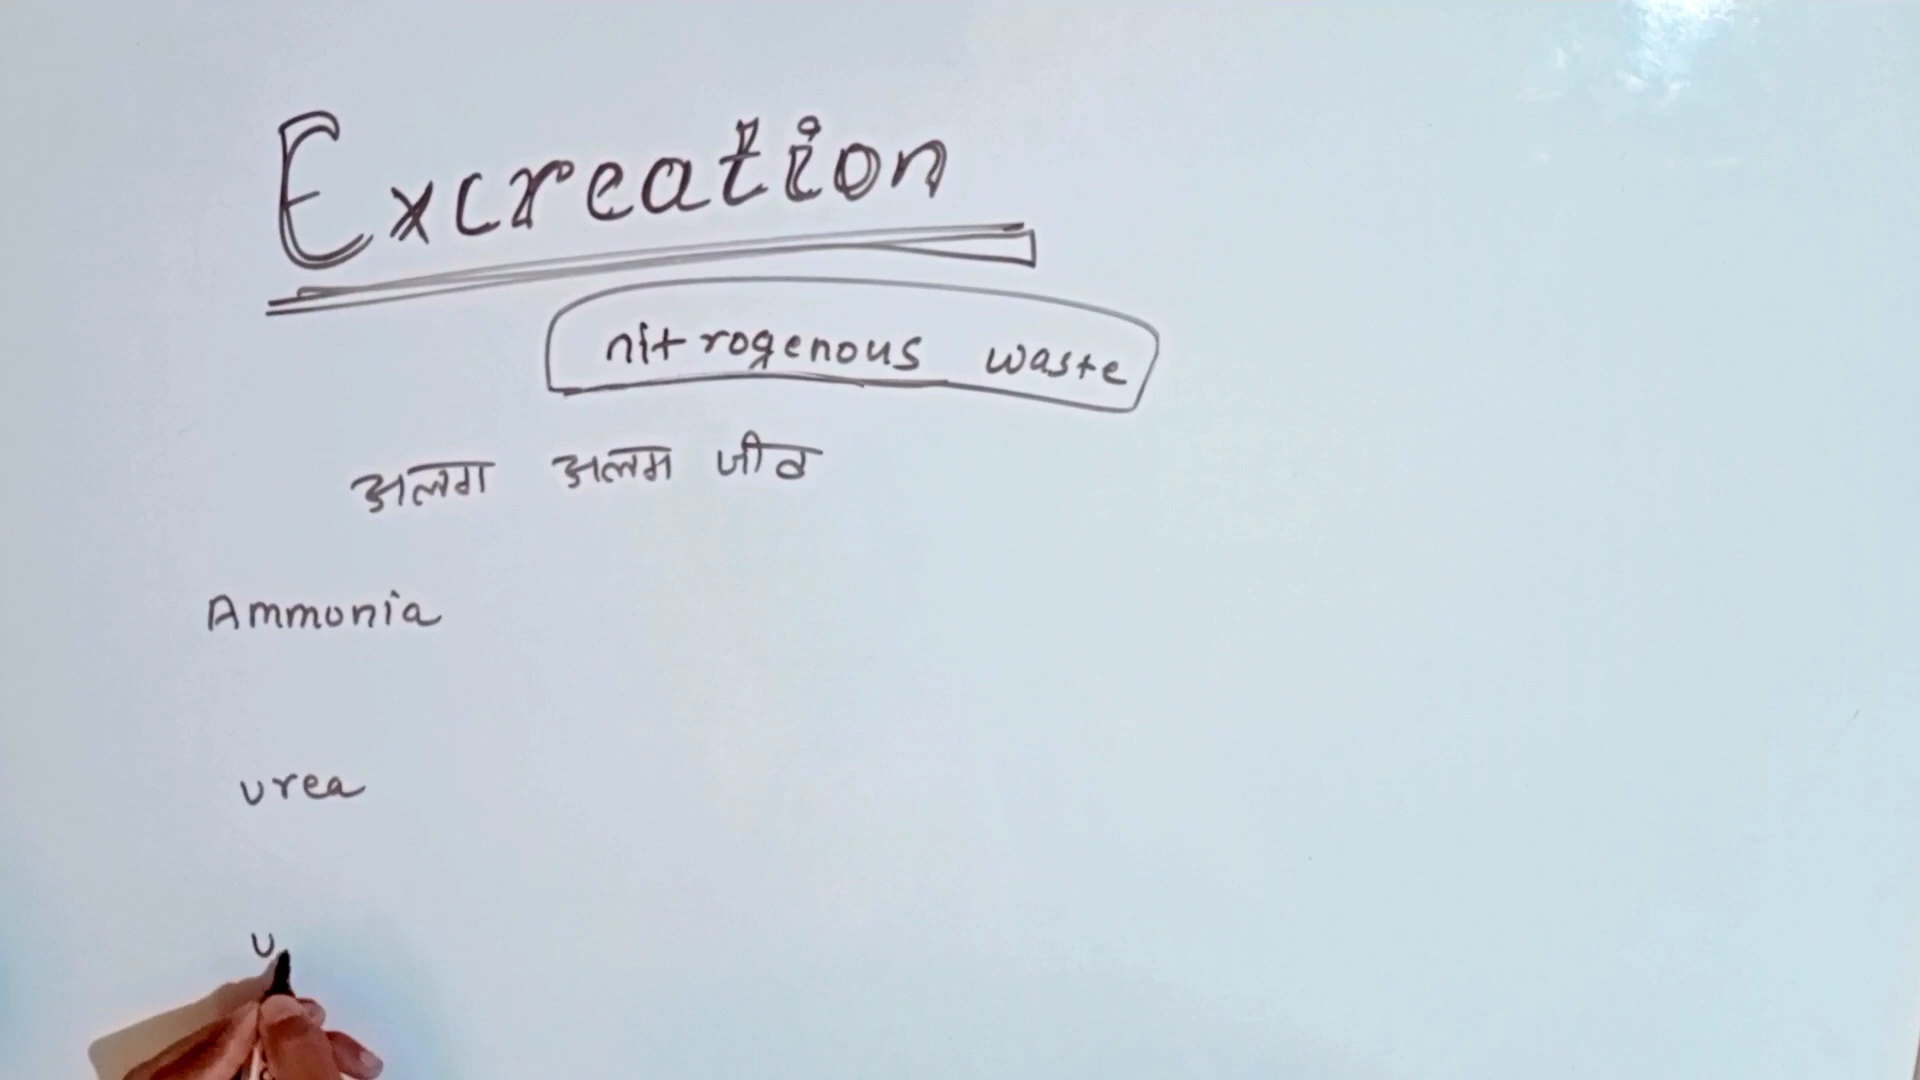 Excreation
nitrogenous waste
अलग अलग जीव
Ammonia
urea
u